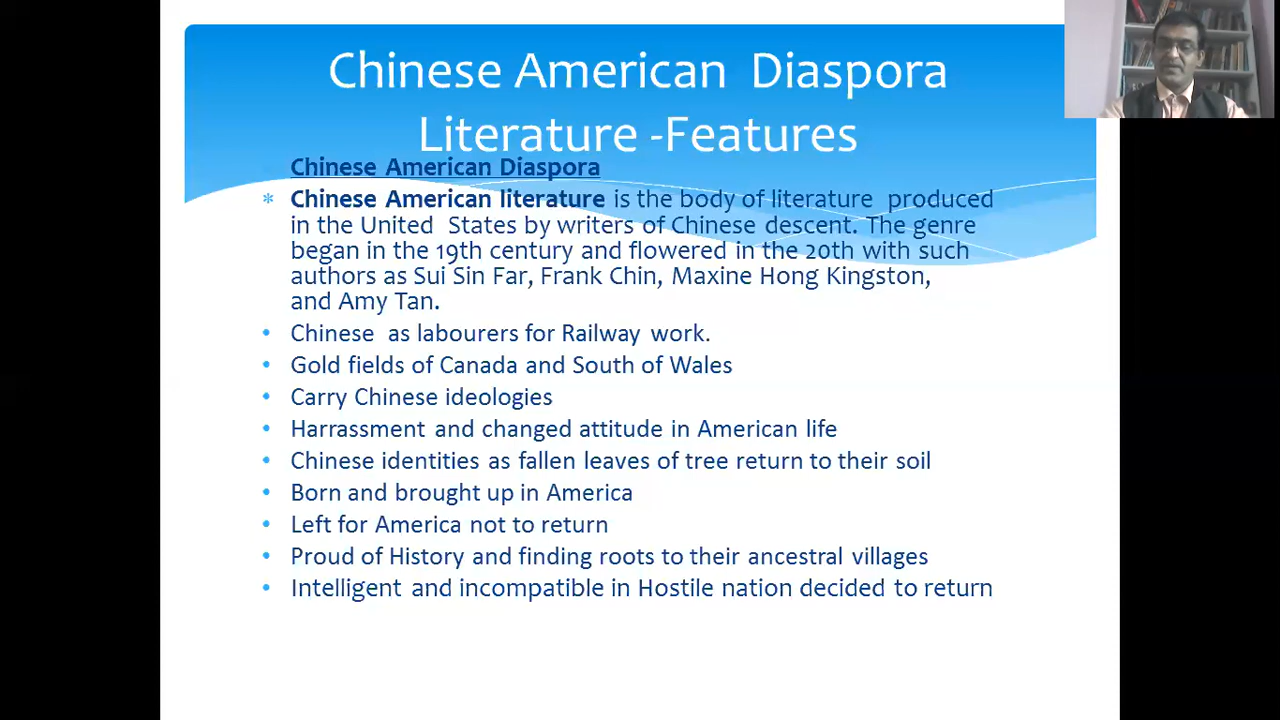 Chinese American Diaspora
Literature -Features
Chinese American Diaspora
* Chinese American literature is the body of literature produced
in the United States by writers of Chinese descent. The genre
began in the 19th century and flowered in the 20th with such
authors as Sui Sin Far, Frank Chin, Maxine Hong Kingston,
and Amy Tan.
• Chinese as labourers for Railway work.
• Gold fields of Canada and South of Wales
• Carry Chinese ideologies
• Harrassment and changed attitude in American life
• Chinese identities as fallen leaves of tree return to their soil
• Born and brought up in America
• Left for America not to return
• Proud of History and finding roots to their ancestral villages
• Intelligent and incompatible in Hostile nation decided to return